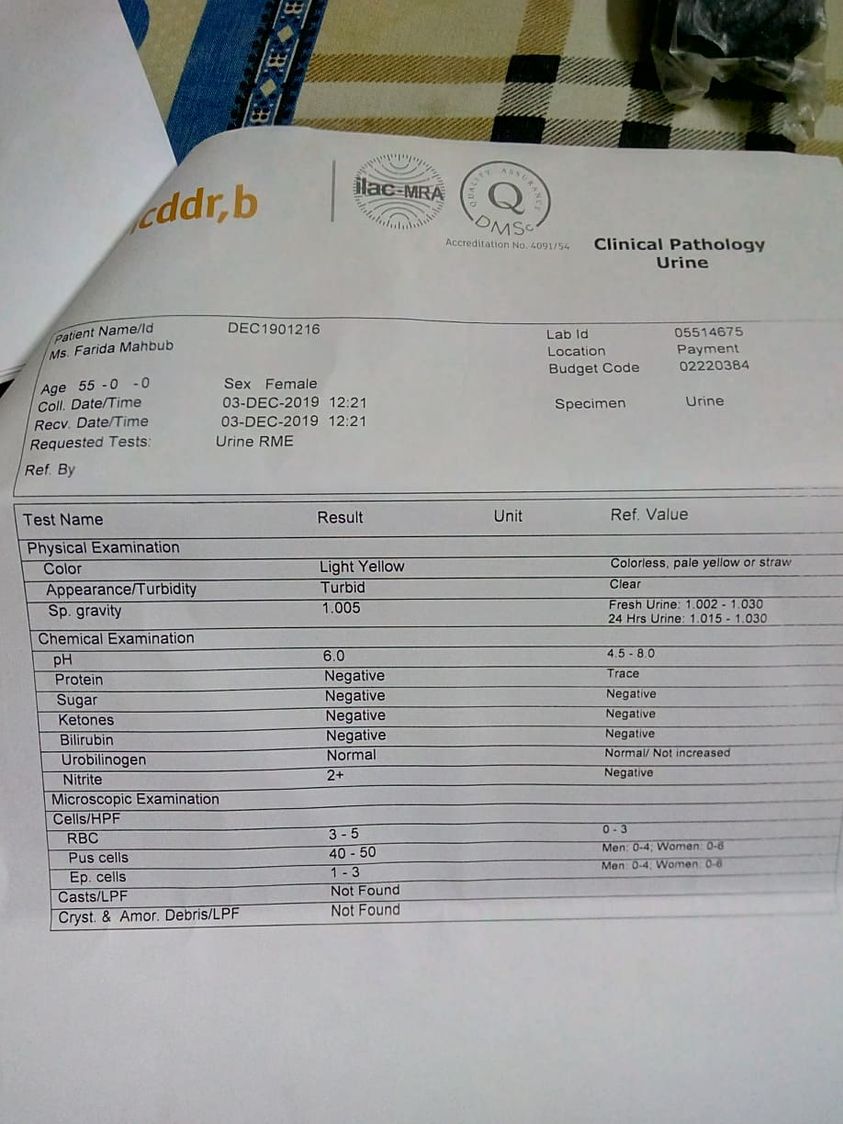 cddr,b
ilac-MRA
QUALITY ASSURANCE
Q
DMSc
Accreditation No. 4091/54
Clinical Pathology
Urine
Patient Name/Id DEC1901216
Ms. Farida Mahbub
Lab Id 05514675
Location Payment
Budget Code 02220384
Age 55 -0 -0 Sex Female
Coll. Date/Time 03-DEC-2019 12:21 Specimen Urine
Recv. Date/Time 03-DEC-2019 12:21
Requested Tests: Urine RME
Ref. By
Test Name Result Unit Ref. Value
Physical Examination
Color Light Yellow Colorless, pale yellow or straw
Appearance/Turbidity Turbid Clear
Sp. gravity 1.005 Fresh Urine: 1.002 - 1.030
24 Hrs Urine: 1.015 - 1.030
Chemical Examination
pH 6.0 4.5 - 8.0
Protein Negative Trace
Sugar Negative Negative
Ketones Negative Negative
Bilirubin Negative Negative
Urobilinogen Normal Normal/ Not increased
Nitrite 2+ Negative
Microscopic Examination
Cells/HPF
RBC 3 - 5 0 - 3
Pus cells 40 - 50 Men: 0-4; Women: 0-6
Ep. cells 1 - 3 Men: 0-4; Women: 0-6
Casts/LPF Not Found
Cryst. & Amor. Debris/LPF Not Found